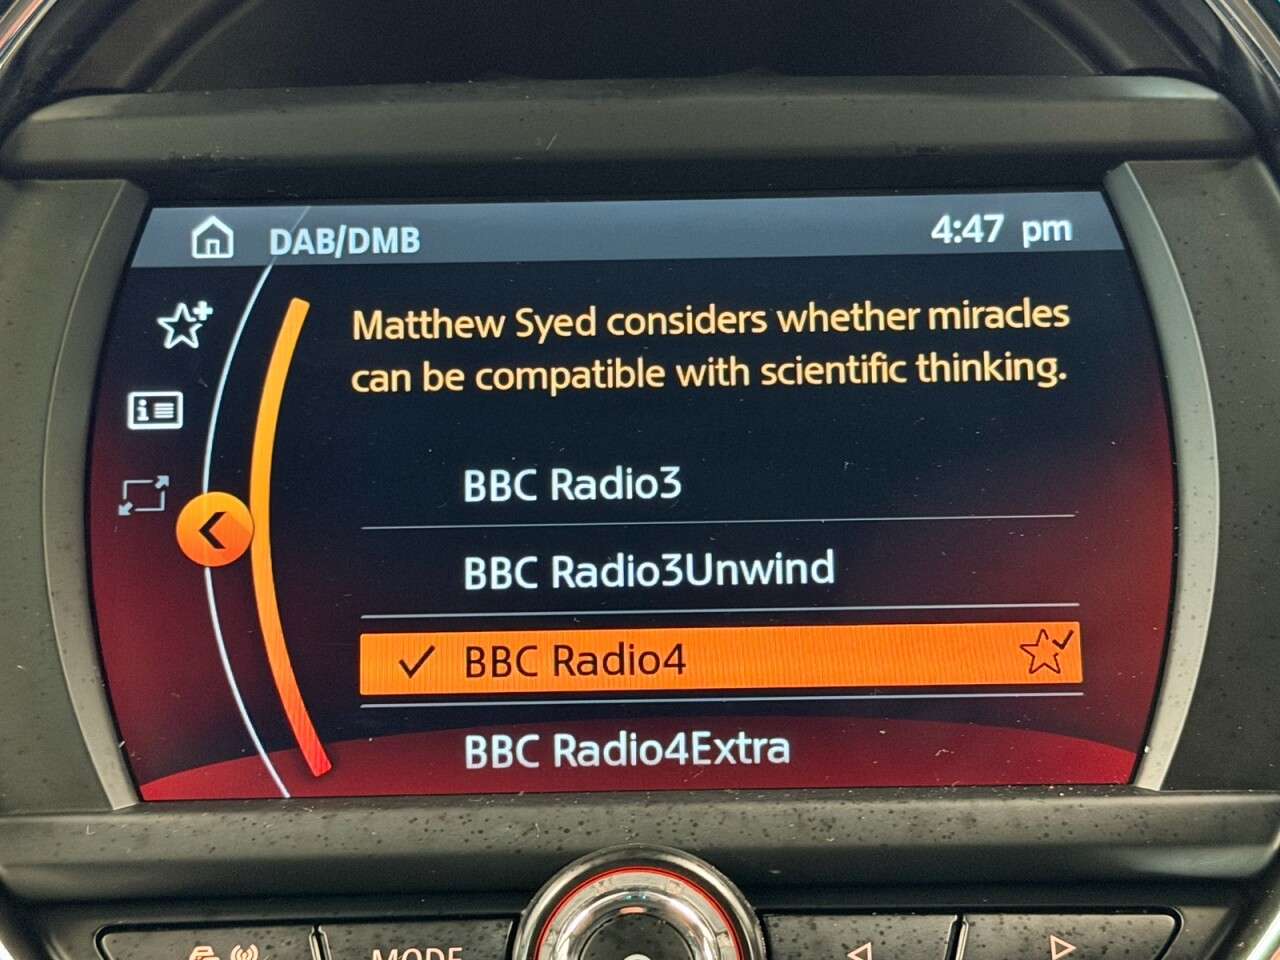 DAB/DMB
4:47 pm
Matthew Syed considers whether miracles
can be compatible with scientific thinking.
BBC Radio3
BBC Radio3Unwind
BBC Radio4
BBC Radio4Extra
MODE